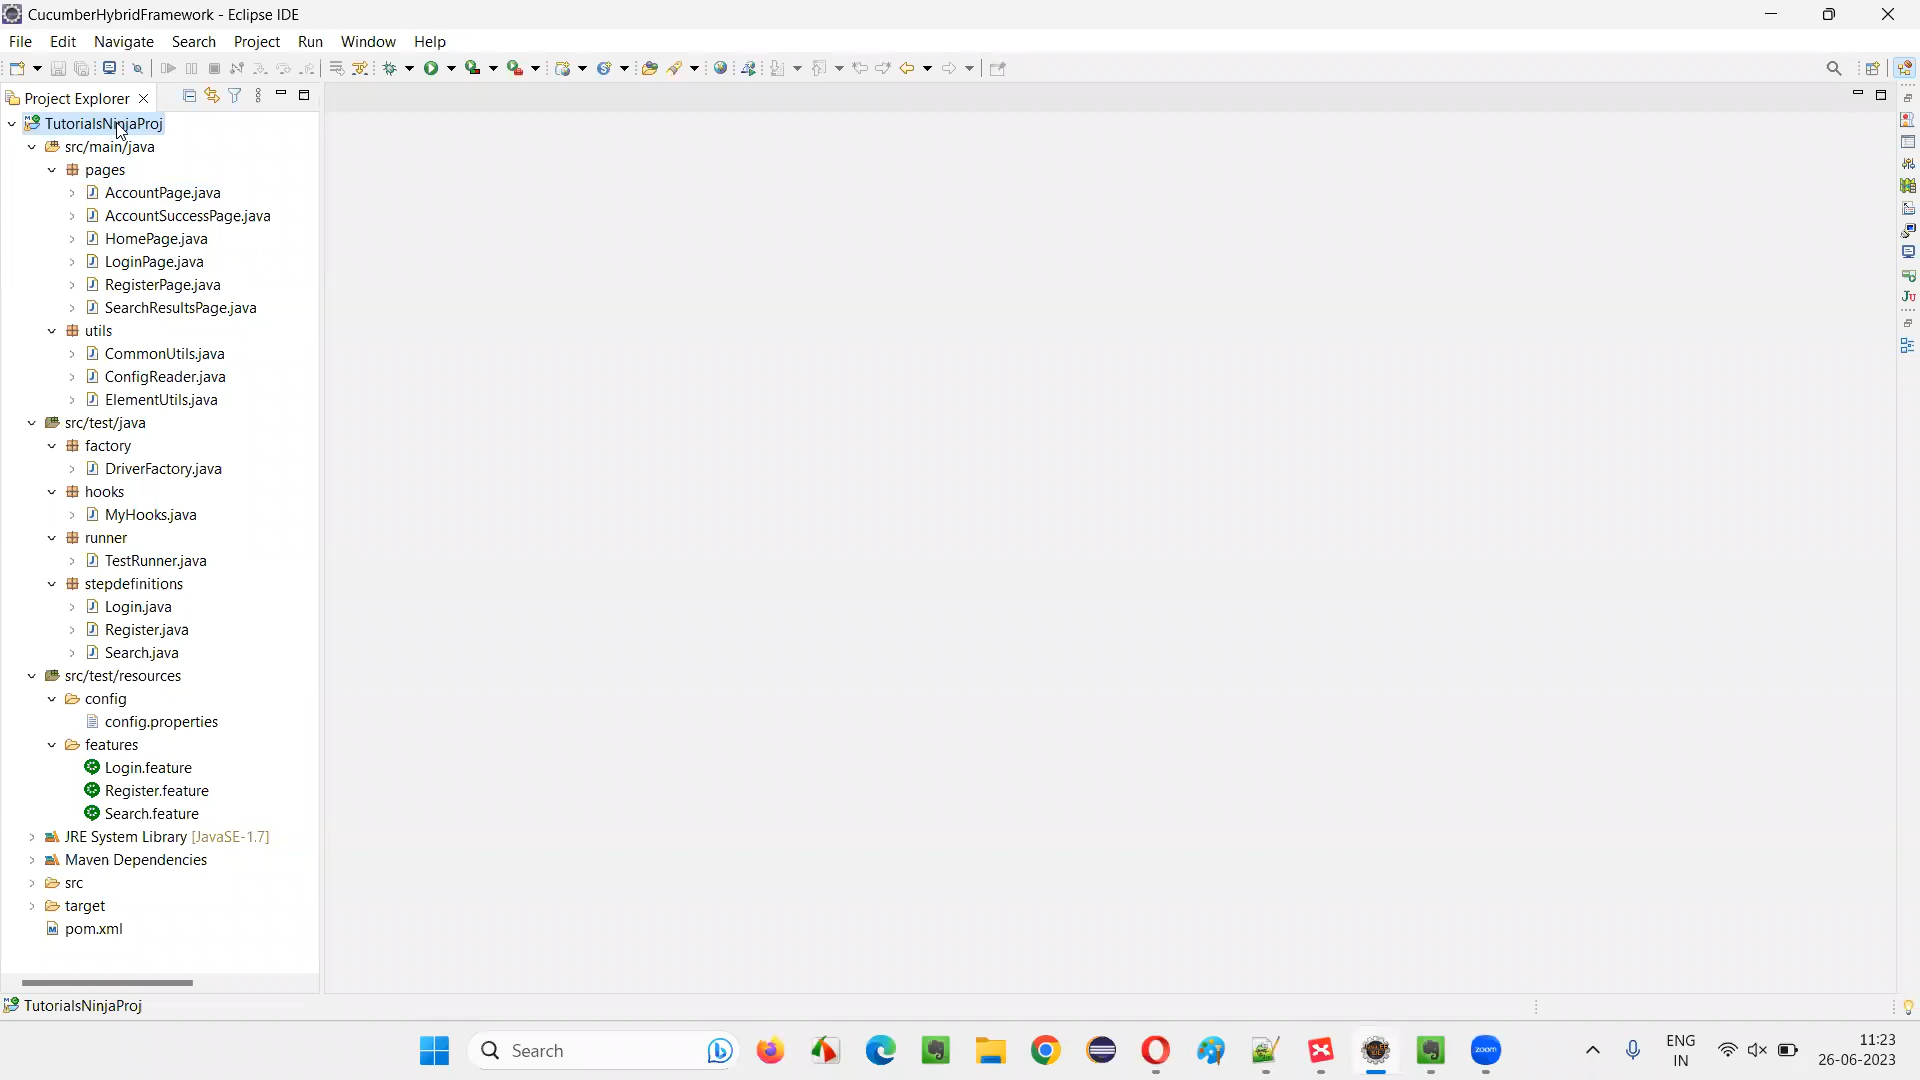 CucumberHybridFramework - Eclipse IDE
File Edit Navigate Search Project Run Window Help
Project Explorer
TutorialsNinjaProj
src/main/java
pages
AccountPage.java
AccountSuccessPage.java
HomePage.java
LoginPage.java
RegisterPage.java
SearchResultsPage.java
utils
CommonUtils.java
ConfigReader.java
ElementUtils.java
src/test/java
factory
DriverFactory.java
hooks
MyHooks.java
runner
TestRunner.java
stepdefinitions
Login.java
Register.java
Search.java
src/test/resources
config
config.properties
features
Login.feature
Register.feature
Search.feature
JRE System Library [JavaSE-1.7]
Maven Dependencies
src
target
pom.xml
TutorialsNinjaProj
Search
zoom
ENG
IN
11:23
26-06-2023